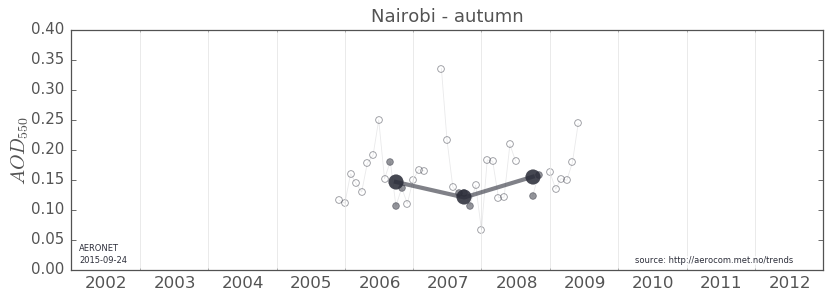 Nairobi - autumn
0.40
0.35
0.30
0.25
0.20
0.15
0.10
0.05
0.00
AOD550
AERONET
2015-09-24
source: http://aerocom.met.no/trends
2002 2003 2004 2005 2006 2007 2008 2009 2010 2011 2012